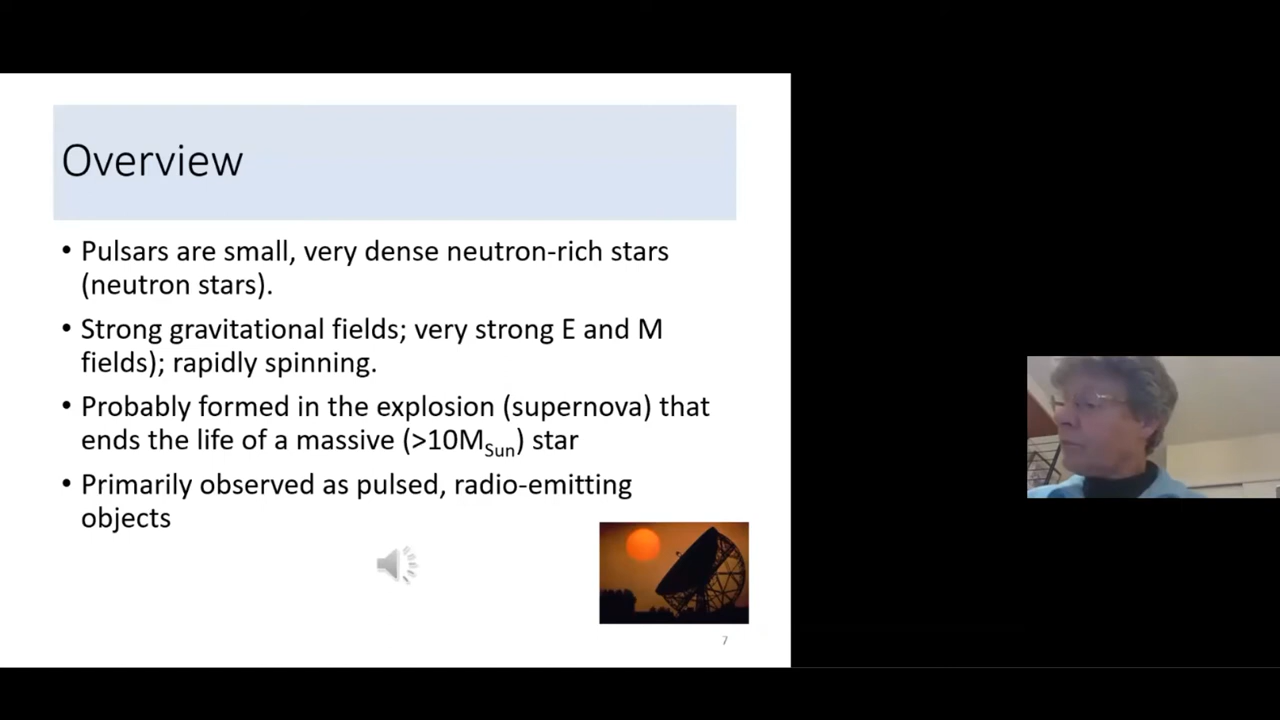 Overview
• Pulsars are small, very dense neutron-rich stars
(neutron stars).
• Strong gravitational fields; very strong E and M
fields); rapidly spinning.
• Probably formed in the explosion (supernova) that
ends the life of a massive (>10MSun) star
• Primarily observed as pulsed, radio-emitting
objects
7